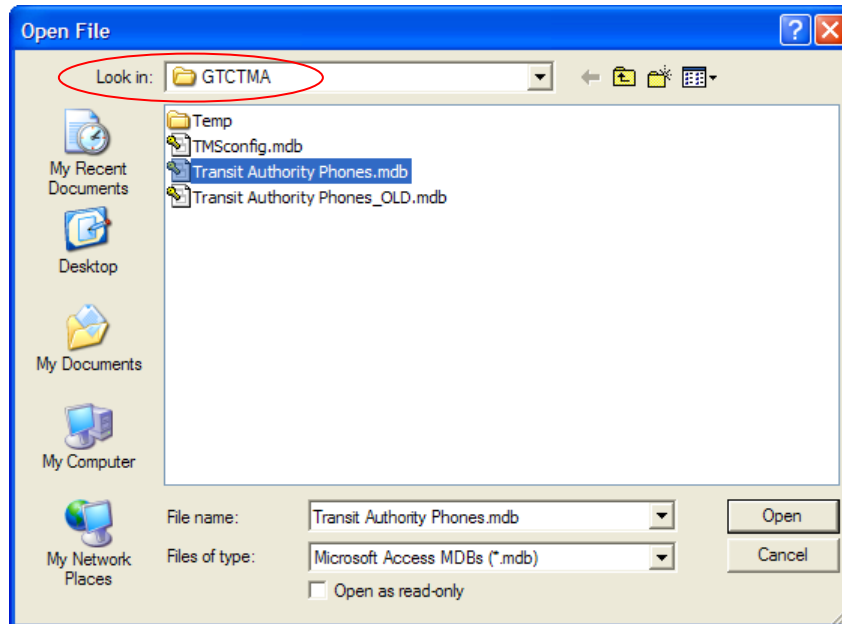 Open File
Look in: GTCTMA
Temp
TMSconfig.mdb
Transit Authority Phones.mdb
Transit Authority Phones_OLD.mdb
My Recent
Documents
Desktop
My Documents
My Computer
My Network
Places
File name: Transit Authority Phones.mdb Open
Files of type: Microsoft Access MDBs (*.mdb) Cancel
Open as read-only